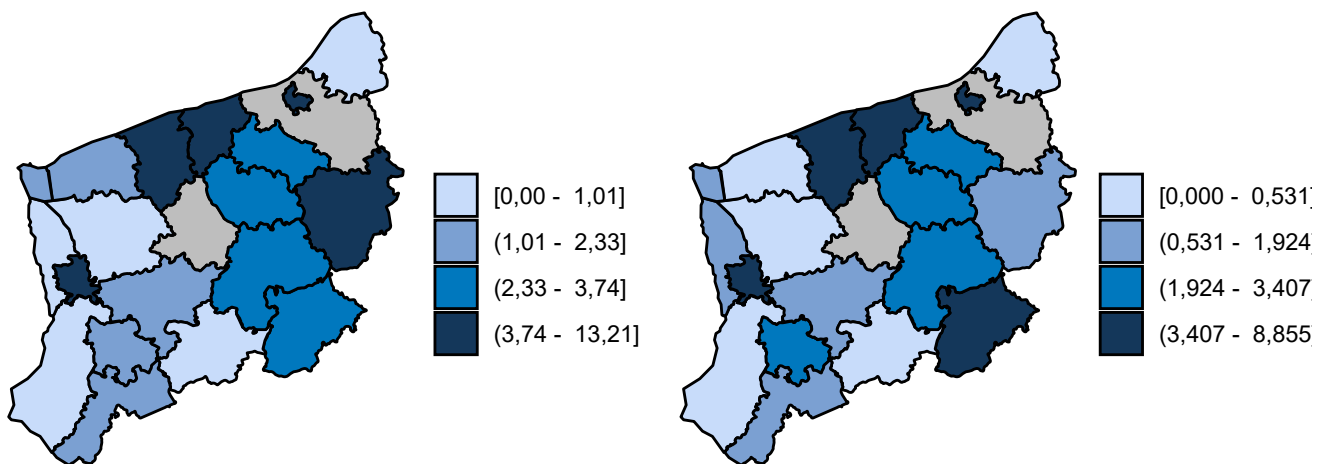 [0,00 - 1,01]
(1,01 - 2,33]
(2,33 - 3,74]
(3,74 - 13,21]
[0,000 - 0,531]
(0,531 - 1,924]
(1,924 - 3,407]
(3,407 - 8,855]